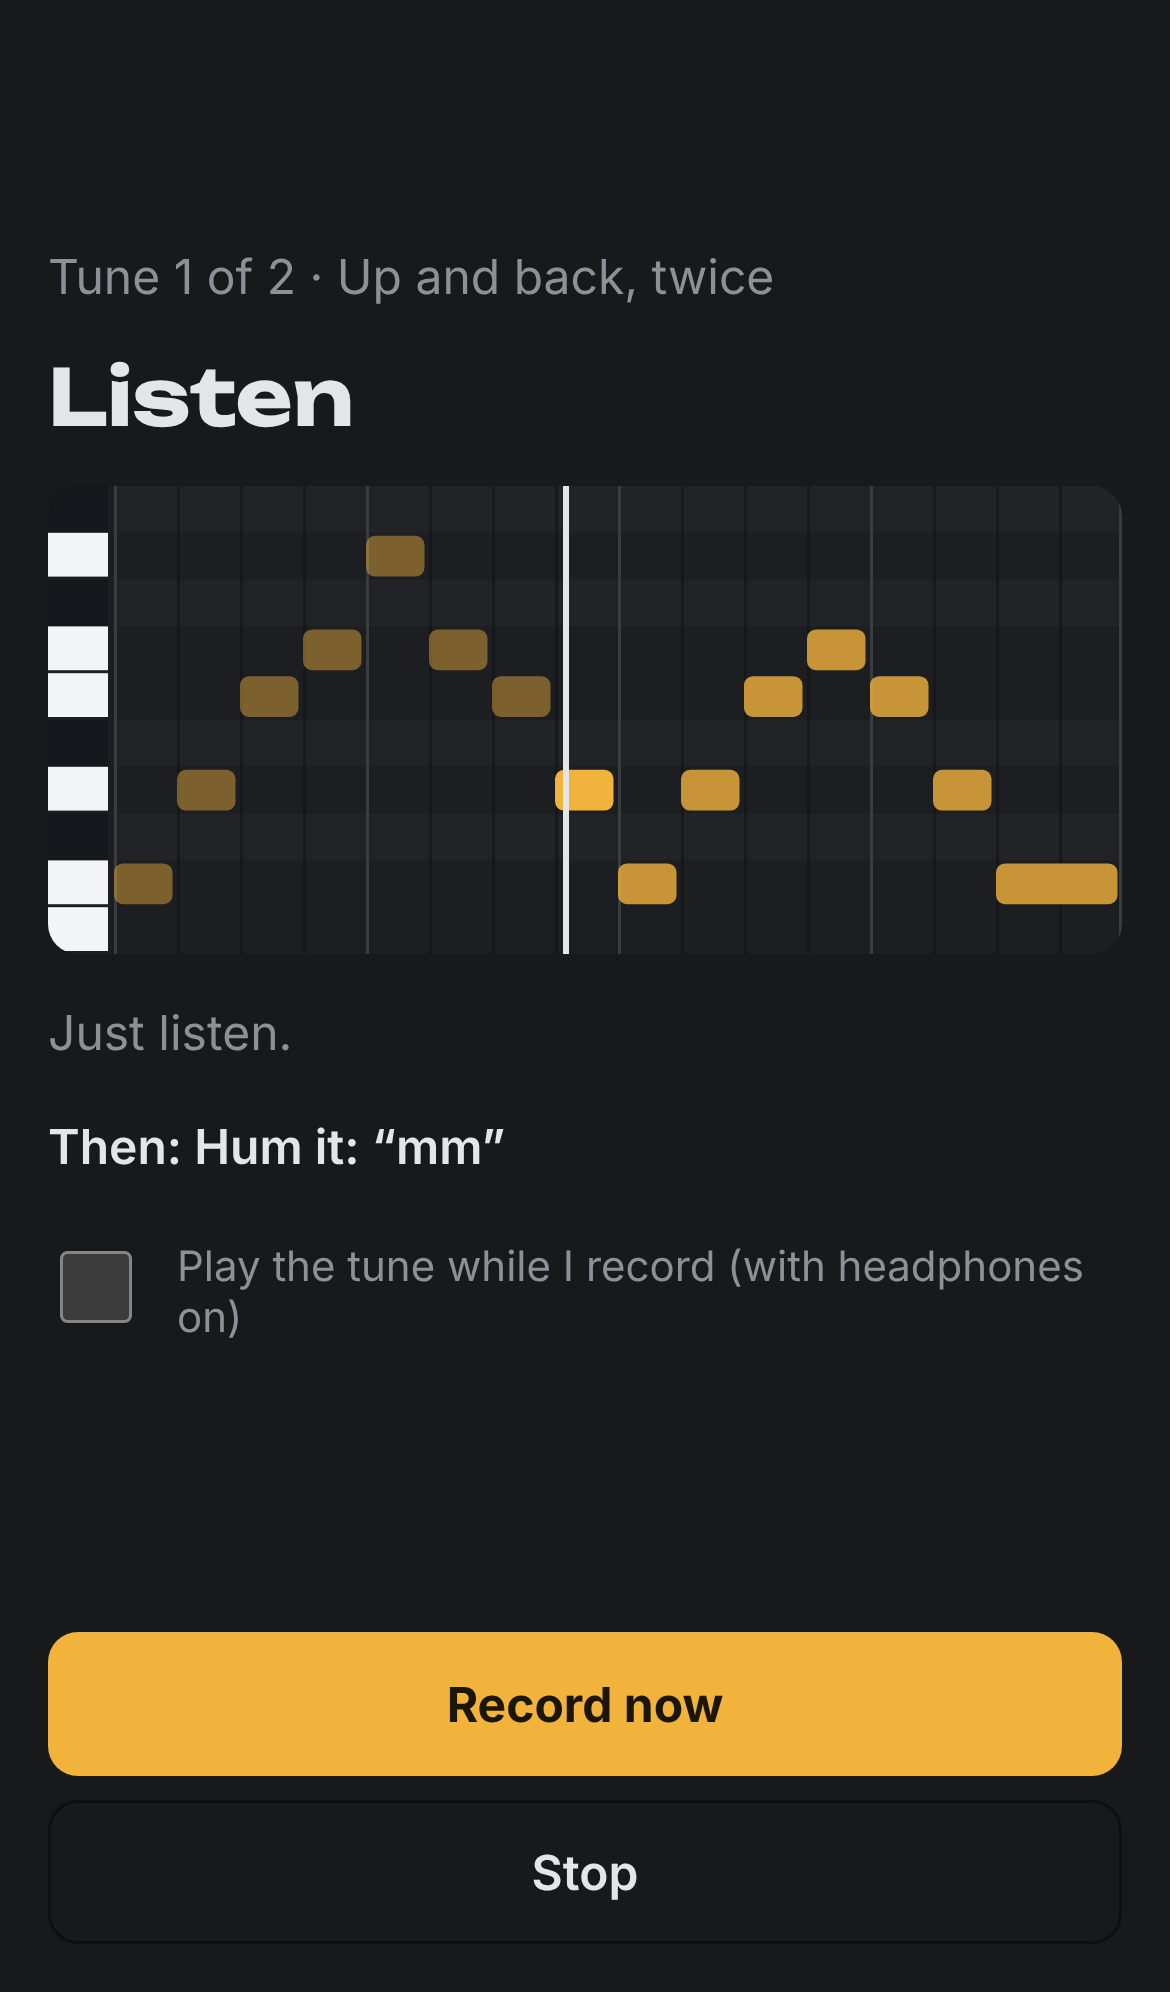 Tune 1 of 2 · Up and back, twice
Listen
Just listen.
Then: Hum it: “mm”
Play the tune while I record (with headphones
on)
Record now
Stop